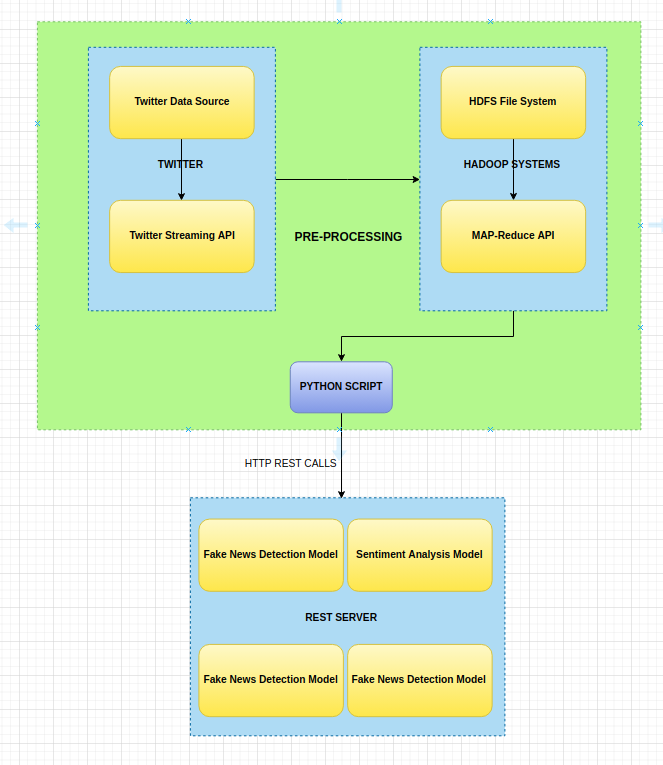 Twitter Data Source
HDFS File System
TWITTER
HADOOP SYSTEMS
Twitter Streaming API
MAP-Reduce API
PRE-PROCESSING
PYTHON SCRIPT
HTTP REST CALLS
Fake News Detection Model
Sentiment Analysis Model
REST SERVER
Fake News Detection Model
Fake News Detection Model